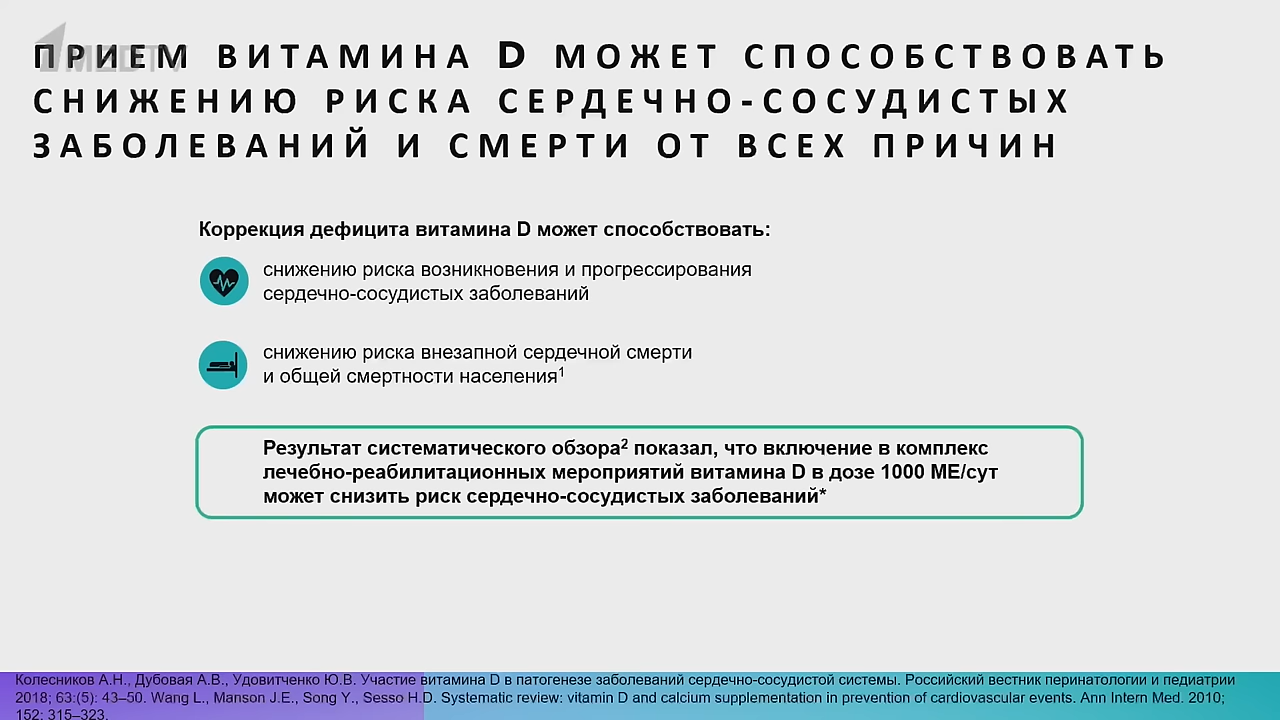 1MEDTV
ПРИЕМ ВИТАМИНА D МОЖЕТ СПОСОБСТВОВАТЬ
СНИЖЕНИЮ РИСКА СЕРДЕЧНО-СОСУДИСТЫХ
ЗАБОЛЕВАНИЙ И СМЕРТИ ОТ ВСЕХ ПРИЧИН
Коррекция дефицита витамина D может способствовать:
снижению риска возникновения и прогрессирования
сердечно-сосудистых заболеваний
снижению риска внезапной сердечной смерти
и общей смертности населения¹
Результат систематического обзора² показал, что включение в комплекс
лечебно-реабилитационных мероприятий витамина D в дозе 1000 МЕ/сут
может снизить риск сердечно-сосудистых заболеваний*
Колесников А.Н., Дубовая А.В., Удовитченко Ю.В. Участие витамина D в патогенезе заболеваний сердечно-сосудистой системы. Российский вестник перинатологии и педиатрии
2018; 63:(5): 43–50. Wang L., Manson J.E., Song Y., Sesso H.D. Systematic review: vitamin D and calcium supplementation in prevention of cardiovascular events. Ann Intern Med. 2010;
152: 315–323.